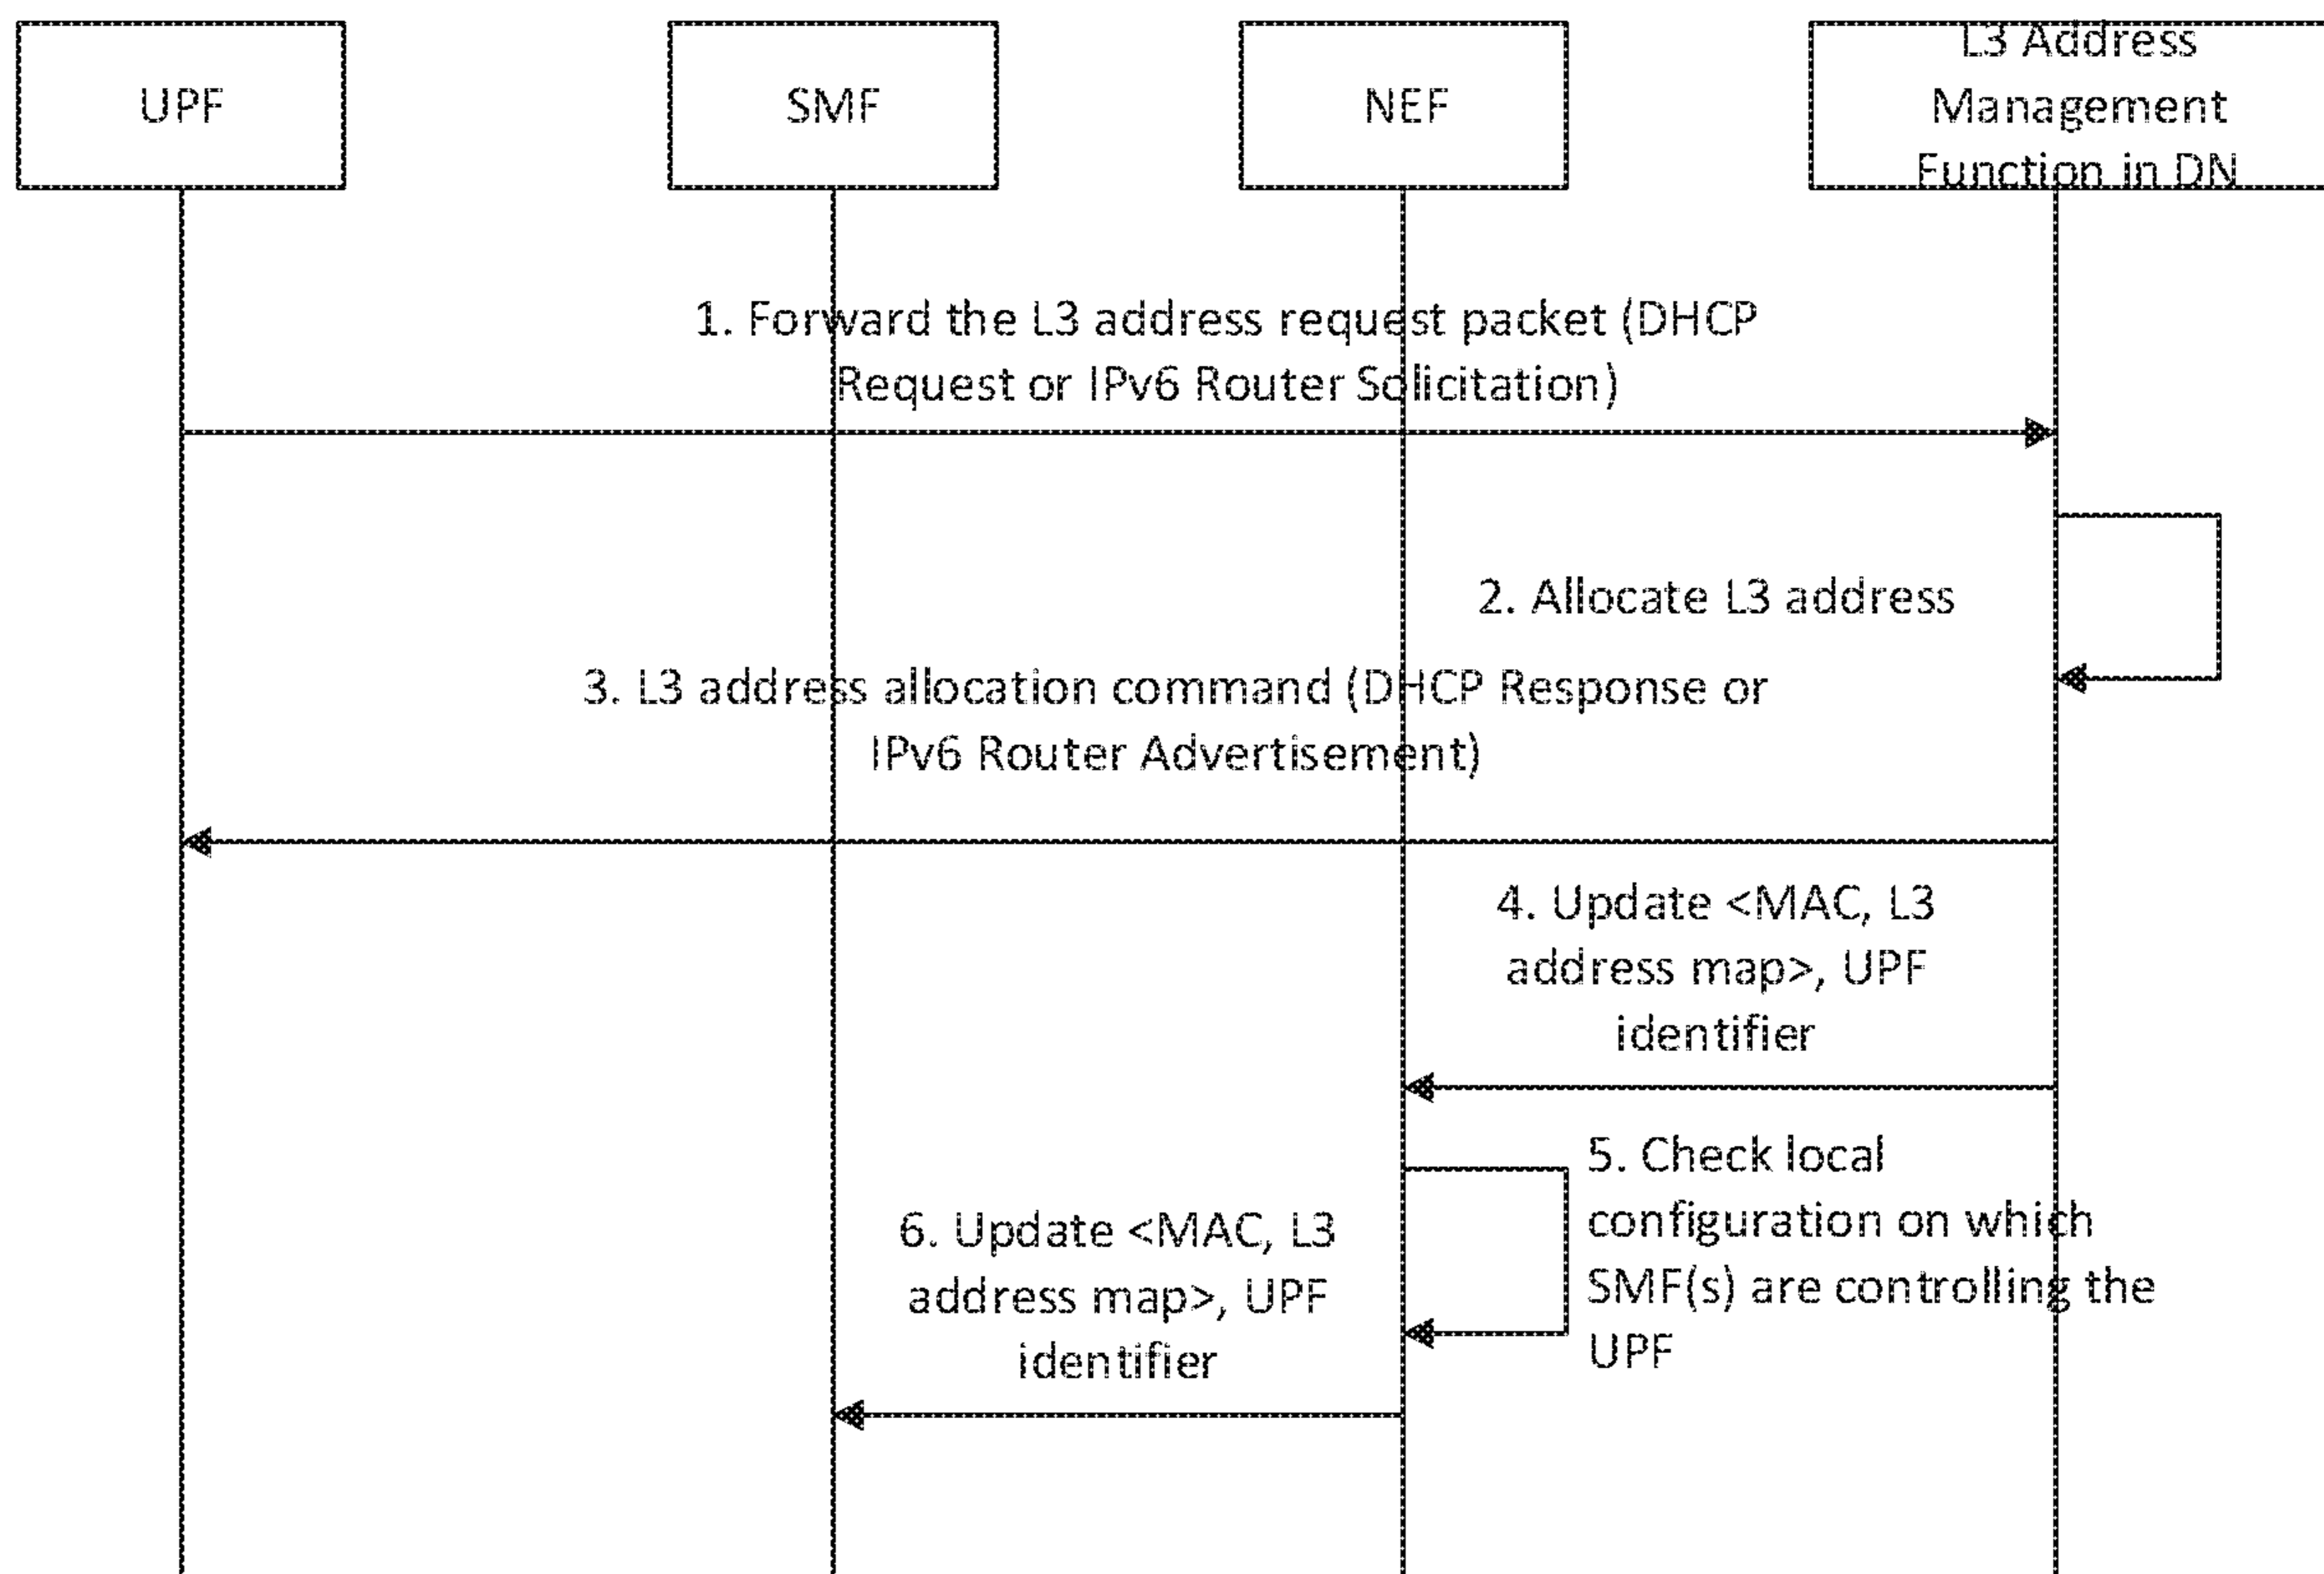 UPF
SMF
NEF
L3 Address
Management
Function in DN
1. Forward the L3 address request packet (DHCP
Request or IPv6 Router Solicitation)
2. Allocate L3 address
3. L3 address allocation command (DHCP Response or
IPv6 Router Advertisement)
4. Update <MAC, L3
address map>, UPF
identifier
5. Check local
configuration on which
SMF(s) are controlling the
UPF
6. Update <MAC, L3
address map>, UPF
identifier